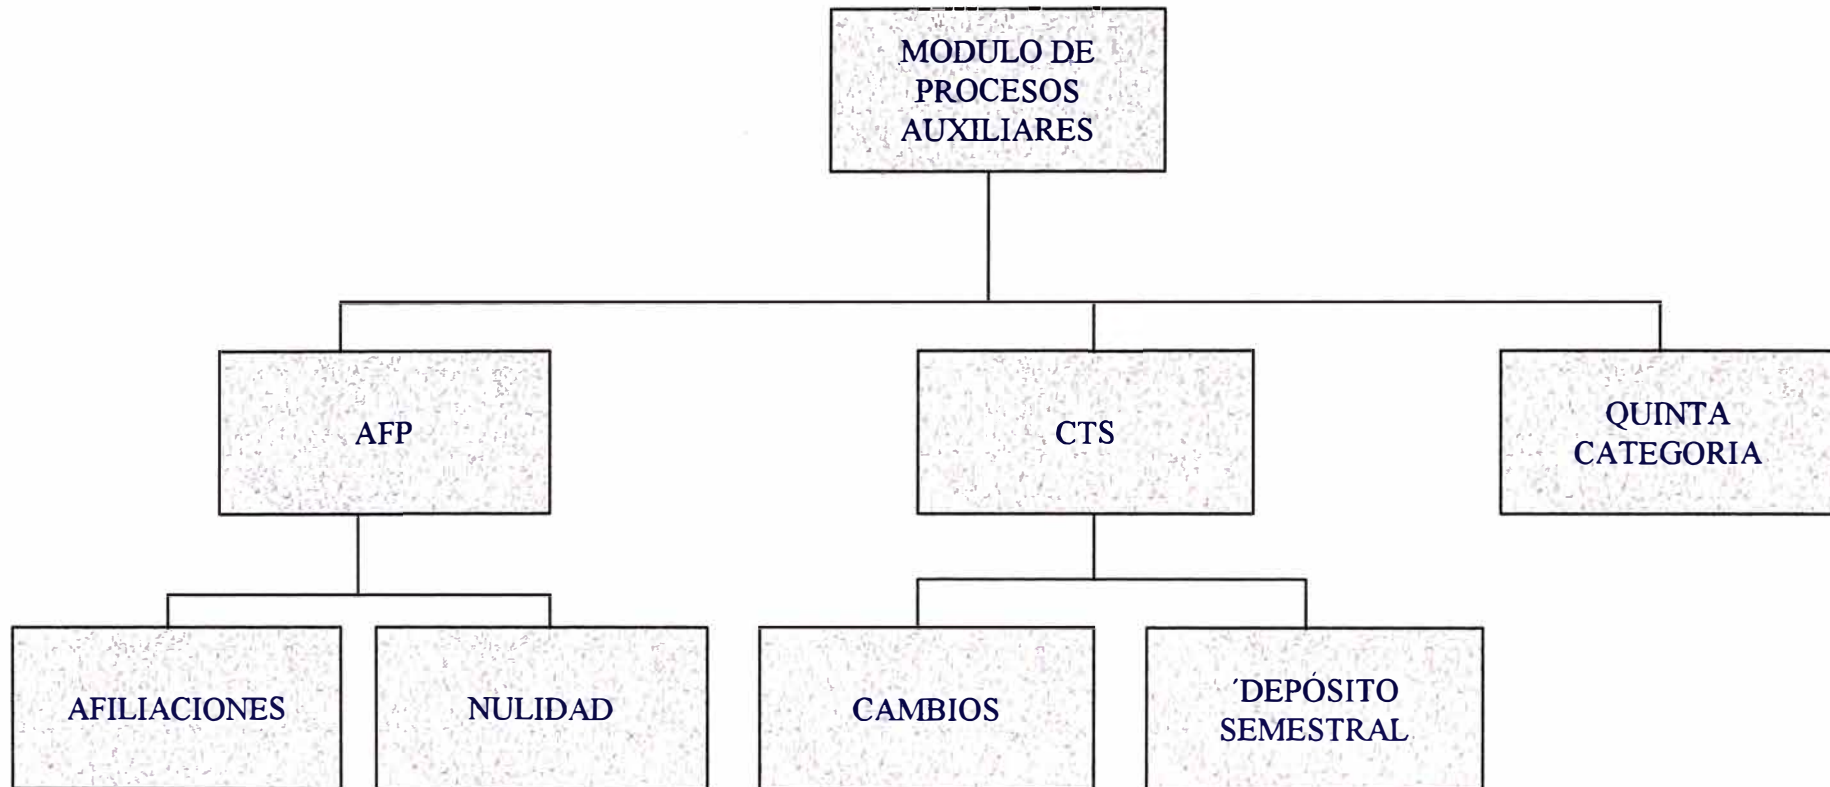 MODULO DE
PROCESOS
AUXILIARES
AFP
CTS
QUINTA
CATEGORIA
AFILIACIONES
NULIDAD
CAMBIOS
DEPÓSITO
SEMESTRAL